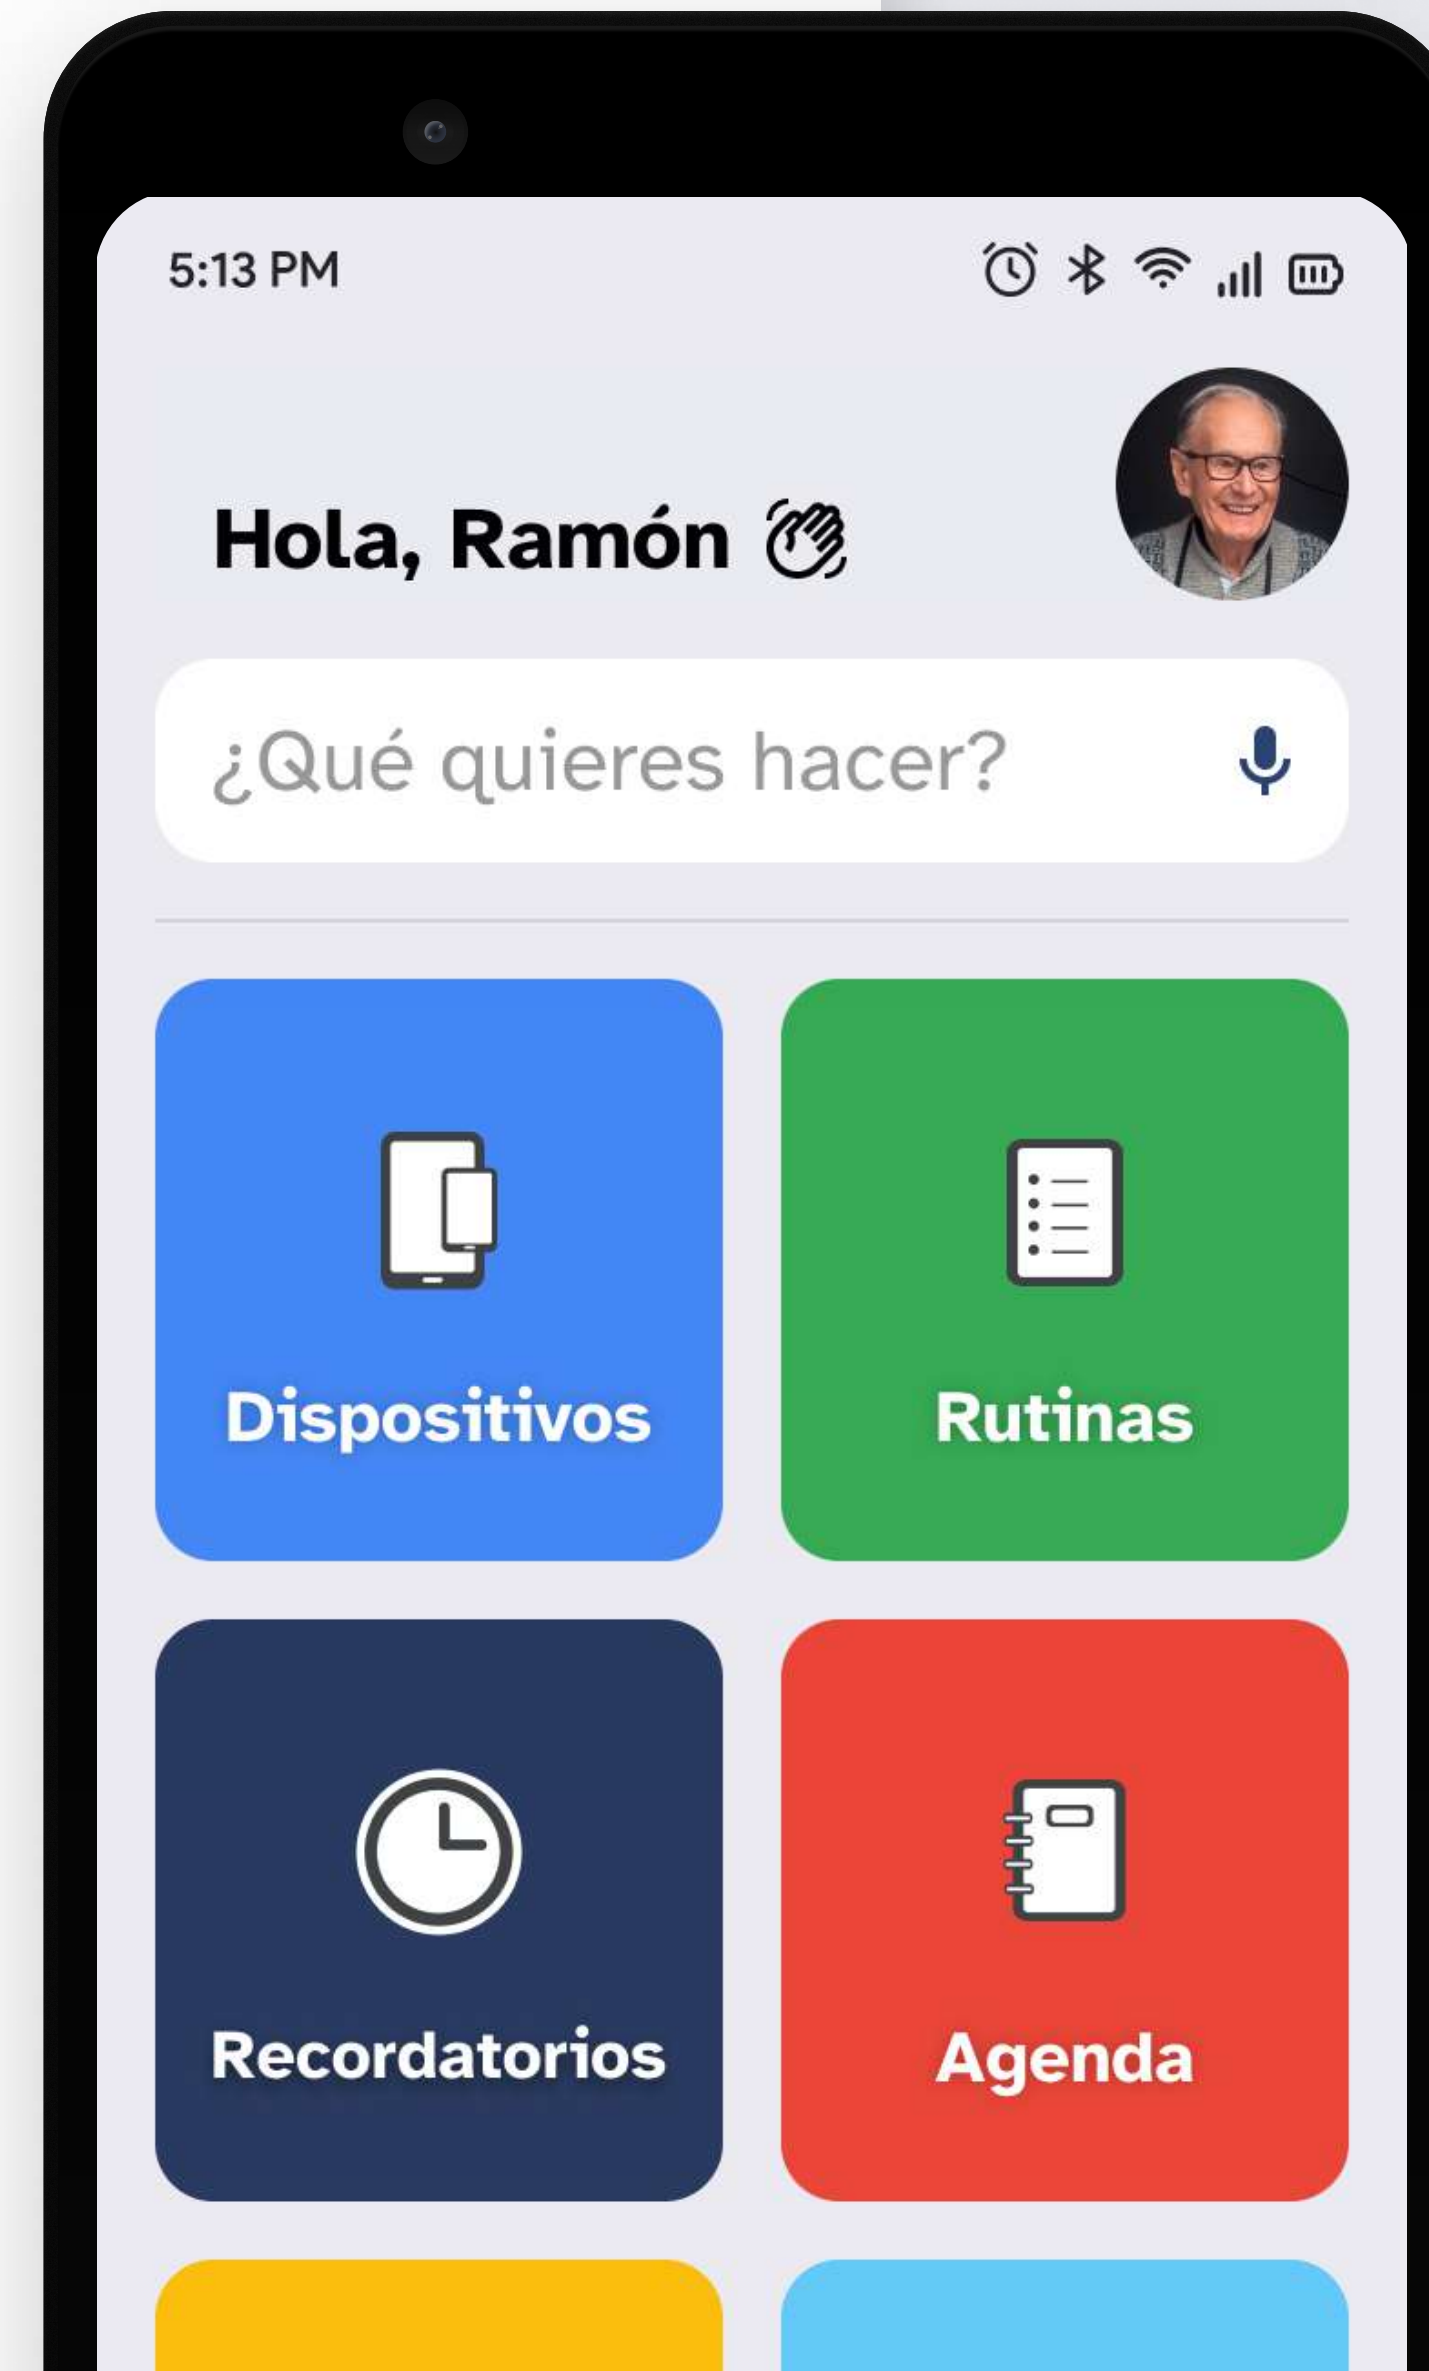 5:13 PM
Hola, Ramón
¿Qué quieres hacer?
Dispositivos
Rutinas
Recordatorios
Agenda